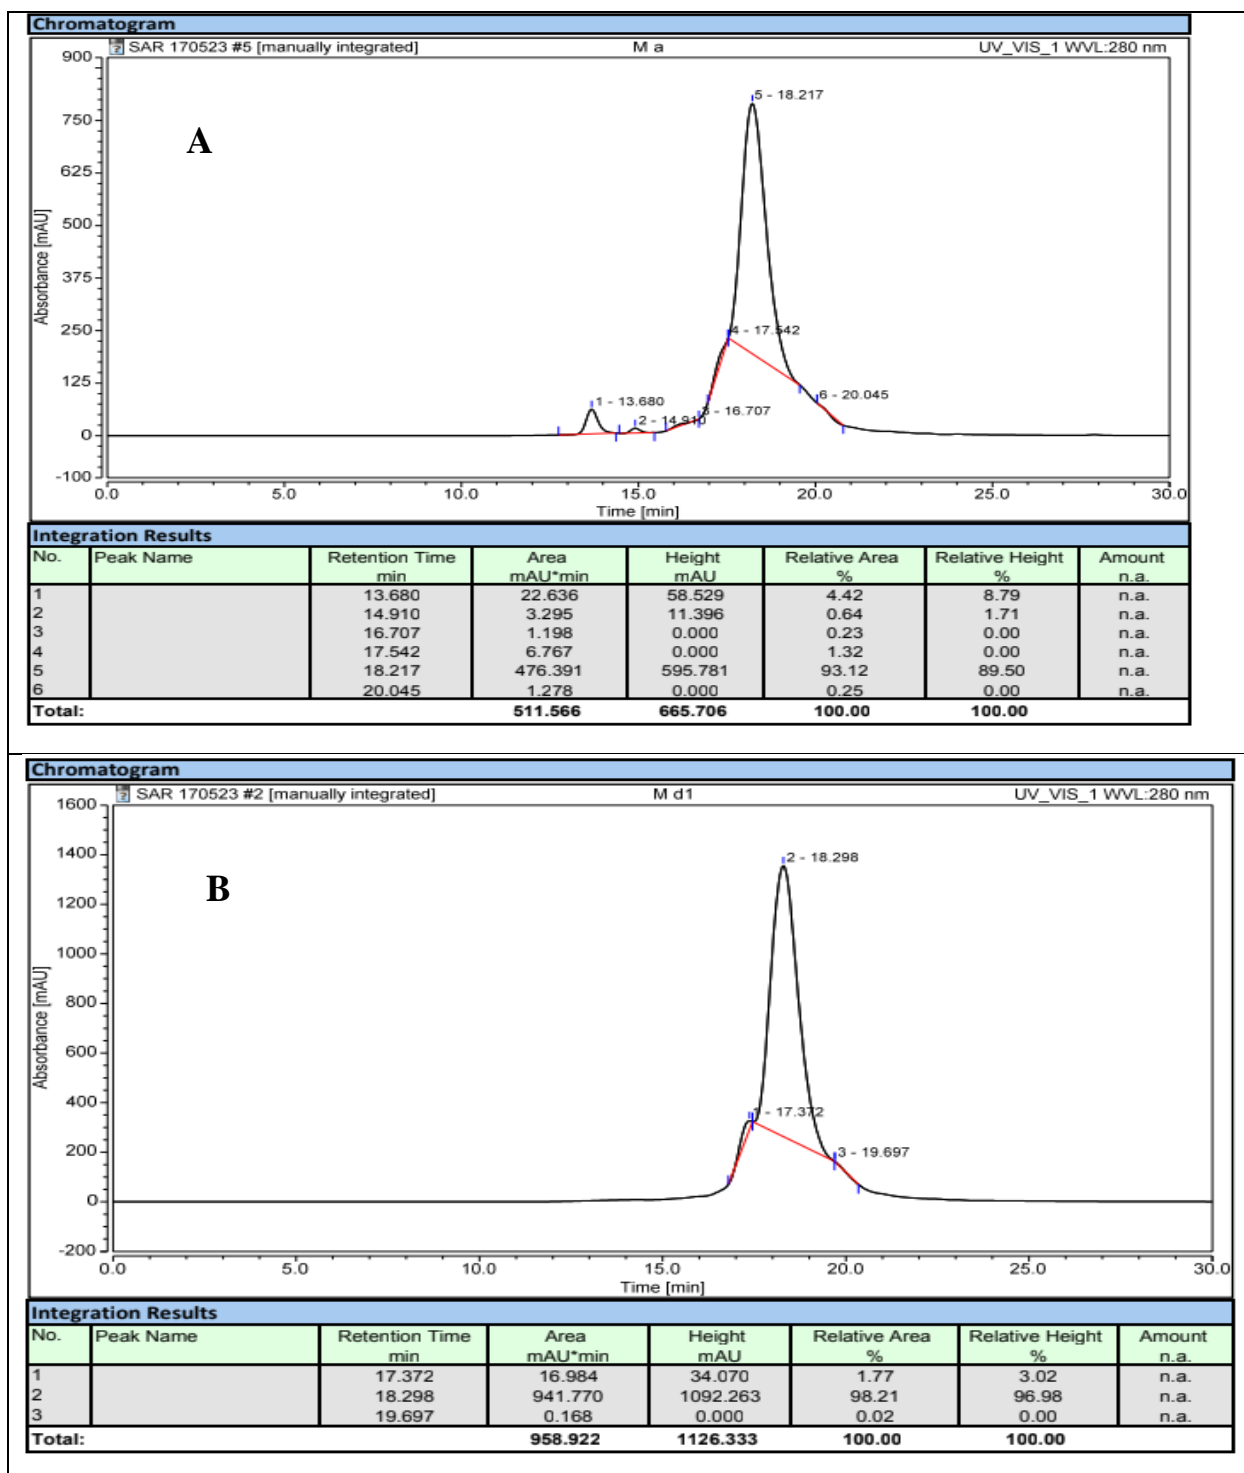 Chromatogram
SAR 170523 #5 [manually integrated] M a UV_VIS_1 WVL:280 nm
A
900
750
625
500
375
250
125
0
-100
Absorbance [mAU]
5 - 18.217
4 - 17.542
1 - 13.680
2 - 14.910
3 - 16.707
6 - 20.045
0.0 5.0 10.0 15.0 20.0 25.0 30.0
Time [min]
Integration Results
No. Peak Name Retention Time Area Height Relative Area Relative Height Amount
min mAU*min mAU % % n.a.
1 13.680 22.636 58.529 4.42 8.79 n.a.
2 14.910 3.295 11.396 0.64 1.71 n.a.
3 16.707 1.198 0.000 0.23 0.00 n.a.
4 17.542 6.767 0.000 1.32 0.00 n.a.
5 18.217 476.391 595.781 93.12 89.50 n.a.
6 20.045 1.278 0.000 0.25 0.00 n.a.
Total: 511.566 665.706 100.00 100.00
Chromatogram
SAR 170523 #2 [manually integrated] M d1 UV_VIS_1 WVL:280 nm
B
1600
1400
1200
1000
800
600
400
200
0
-200
Absorbance [mAU]
2 - 18.298
1 - 17.372
3 - 19.697
0.0 5.0 10.0 15.0 20.0 25.0 30.0
Time [min]
Integration Results
No. Peak Name Retention Time Area Height Relative Area Relative Height Amount
min mAU*min mAU % % n.a.
1 17.372 16.984 34.070 1.77 3.02 n.a.
2 18.298 941.770 1092.263 98.21 96.98 n.a.
3 19.697 0.168 0.000 0.02 0.00 n.a.
Total: 958.922 1126.333 100.00 100.00